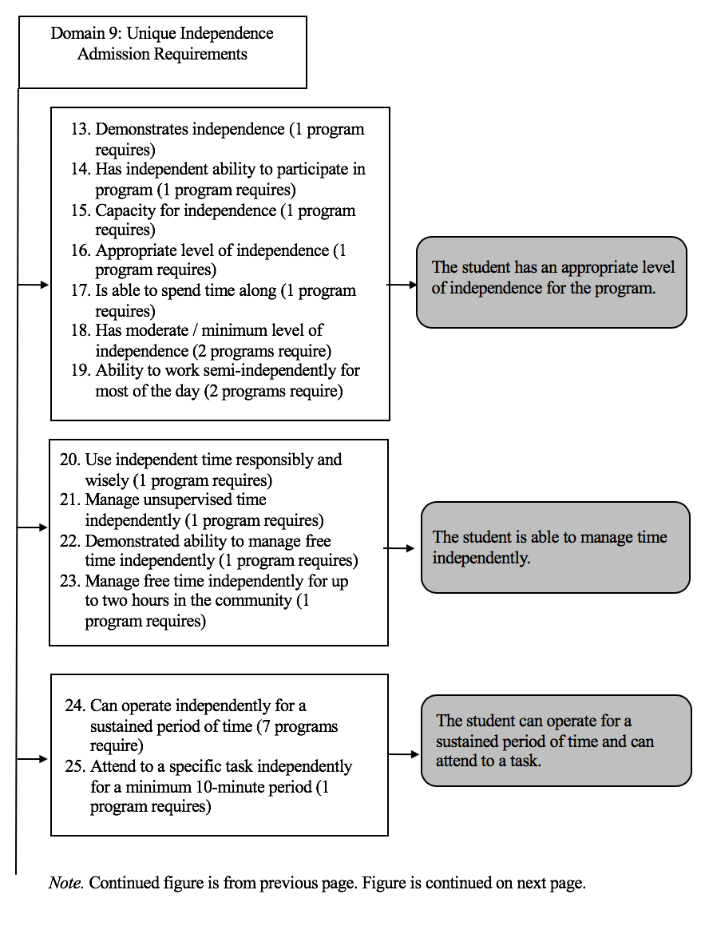 Domain 9: Unique Independence
Admission Requirements
13. Demonstrates independence (1 program
requires)
14. Has independent ability to participate in
program (1 program requires)
15. Capacity for independence (1 program
requires)
16. Appropriate level of independence (1
program requires)
17. Is able to spend time along (1 program
requires)
18. Has moderate / minimum level of
independence (2 programs require)
19. Ability to work semi-independently for
most of the day (2 programs require)
The student has an appropriate level
of independence for the program.
20. Use independent time responsibly and
wisely (1 program requires)
21. Manage unsupervised time
independently (1 program requires)
22. Demonstrated ability to manage free
time independently (1 program requires)
23. Manage free time independently for up
to two hours in the community (1
program requires)
The student is able to manage time
independently.
24. Can operate independently for a
sustained period of time (7 programs
require)
25. Attend to a specific task independently
for a minimum 10-minute period (1
program requires)
The student can operate for a
sustained period of time and can
attend to a task.
Note. Continued figure is from previous page. Figure is continued on next page.